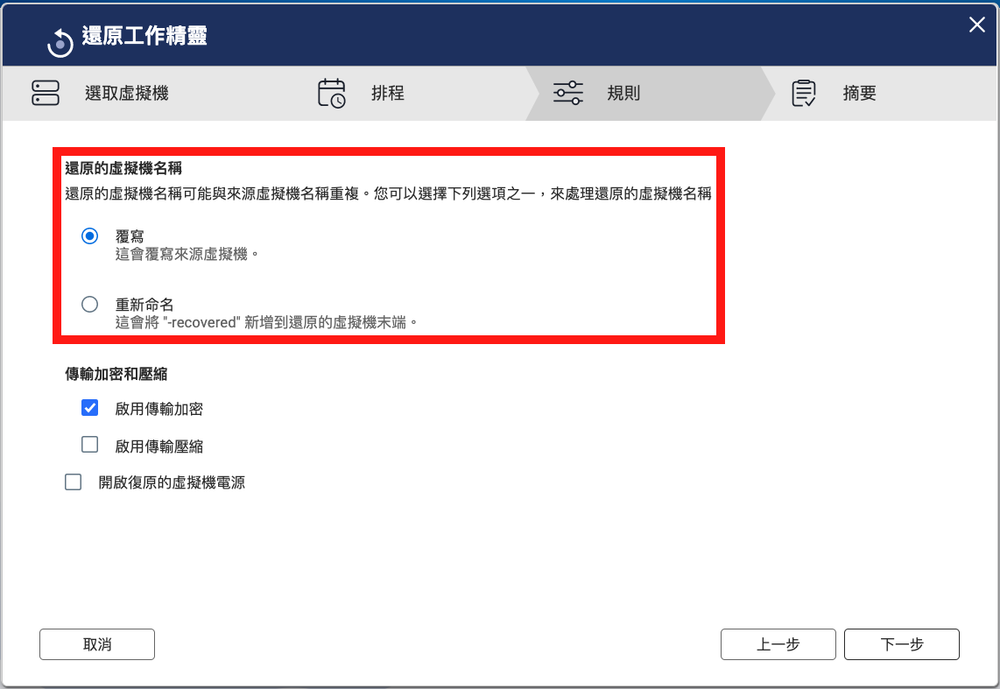 還原工作精靈
選取虛擬機
排程
規則
摘要
還原的虛擬機名稱
還原的虛擬機名稱可能與來源虛擬機名稱重複。您可以選擇下列選項之一，來處理還原的虛擬機名稱
覆寫
這會覆寫來源虛擬機。
重新命名
這會將 "-recovered" 新增到還原的虛擬機末端。
傳輸加密和壓縮
啟用傳輸加密
啟用傳輸壓縮
開啟復原的虛擬機電源
取消
上一步
下一步